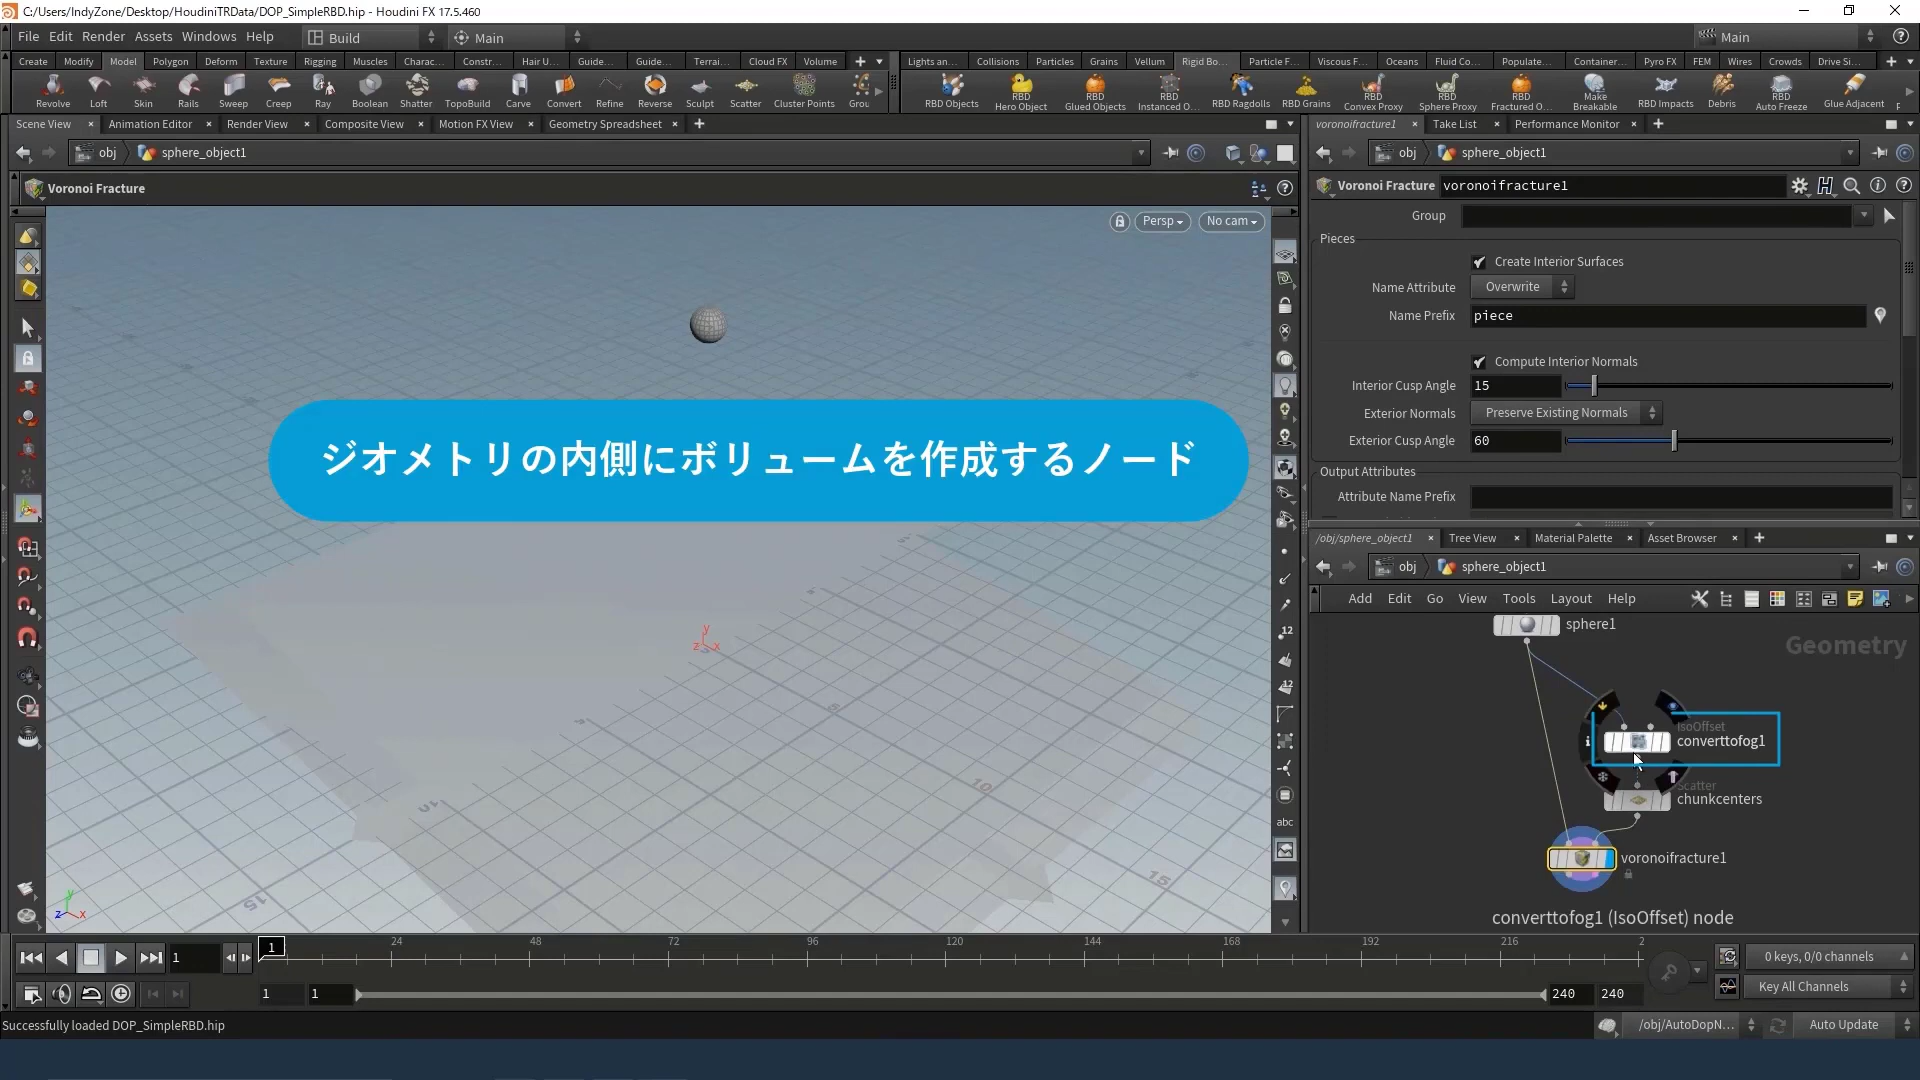 C:/Users/IndyZone/Desktop/HoudiniTRData/DOP_SimpleRBD.hip - Houdini FX 17.5.460
File Edit Render Assets Windows Help Build Main Main
Create Modify Model Polygon Deform Texture Rigging Muscles Charac... Constr... Hair U... Guide... Guide... Terrai... Cloud FX Volume
Lights an... Collisions Particles Grains Vellum Rigid Bo... Particle F... Viscous F... Oceans Fluid Co... Populate... Container... Pyro FX FEM Wires Crowds Drive Si...
Revolve Loft Skin Rails Sweep Creep Ray Boolean Shatter TopoBuild Carve Convert Refine Reverse Sculpt Scatter Cluster Points Grou
RBD Objects RBD Hero Object RBD Glued Objects RBD Instanced O... RBD Ragdolls RBD Grains RBD Convex Proxy RBD Sphere Proxy RBD Fractured O... Make Breakable RBD Impacts Debris RBD Auto Freeze Glue Adjacent
Scene View Animation Editor Render View Composite View Motion FX View Geometry Spreadsheet
obj sphere_object1
Voronoi Fracture
Persp No cam
ジオメトリの内側にボリュームを作成するノード
y
z x
5
10
15
15
15
y
z x
12
12
abc
voronoifracture1 Take List Performance Monitor
obj sphere_object1
Voronoi Fracture voronoifracture1
Group
Pieces
Create Interior Surfaces
Name Attribute Overwrite
Name Prefix piece
Compute Interior Normals
Interior Cusp Angle 15
Exterior Normals Preserve Existing Normals
Exterior Cusp Angle 60
Output Attributes
Attribute Name Prefix
/obj/sphere_object1 Tree View Material Palette Asset Browser
obj sphere_object1
Add Edit Go View Tools Layout Help
sphere1
Geometry
IsoOffset
converttofog1
Scatter
chunkcenters
voronoifracture1
converttofog1 (IsoOffset) node
1 1 24 48 72 96 120 144 168 192 216 2
0 keys, 0/0 channels
1 1 240 240 Key All Channels
Successfully loaded DOP_SimpleRBD.hip
/obj/AutoDopN... Auto Update